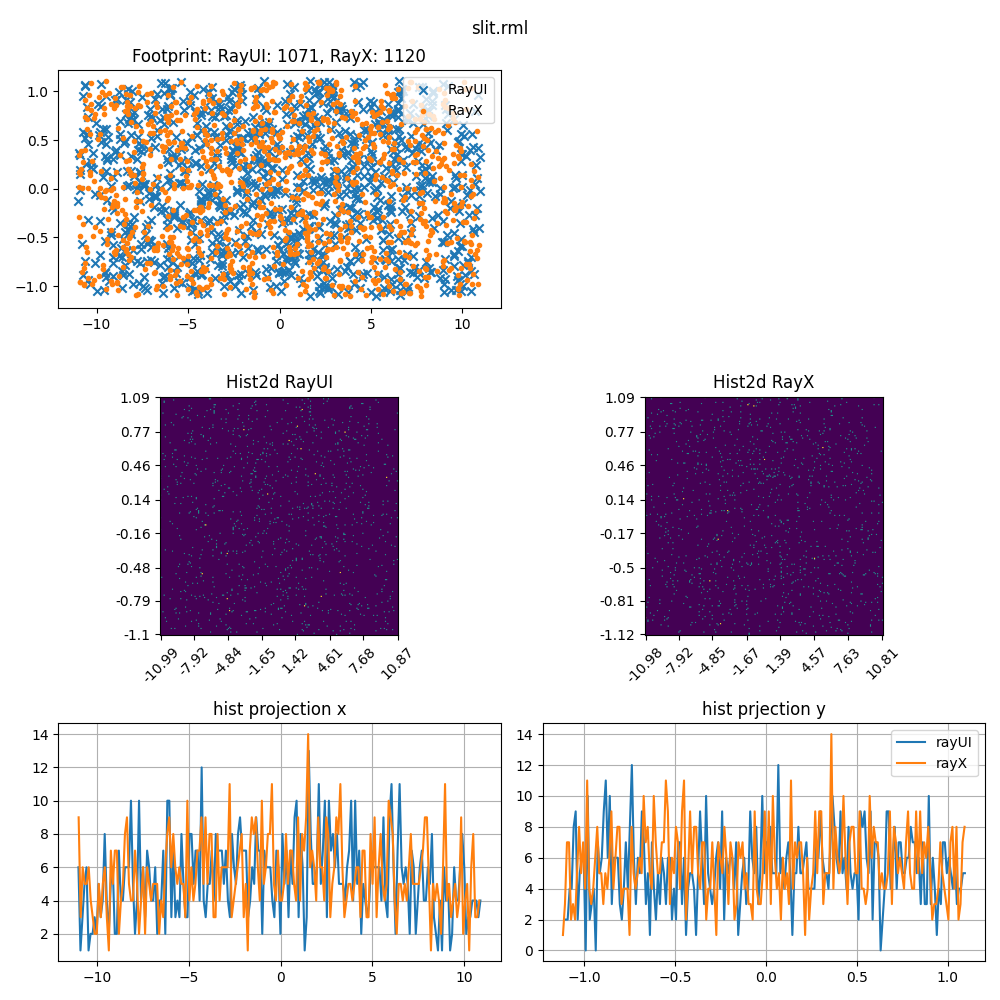 slit.rml
Footprint: RayUI: 1071, RayX: 1120
RayUI
RayX
1.0
0.5
0.0
−0.5
−1.0
−10 −5 0 5 10
Hist2d RayUI
1.09
0.77
0.46
0.14
-0.16
-0.48
-0.79
-1.1
-10.99 -7.92 -4.84 -1.65 1.42 4.61 7.68 10.87
Hist2d RayX
1.09
0.77
0.46
0.14
-0.17
-0.5
-0.81
-1.12
-10.98 -7.92 -4.85 -1.67 1.39 4.57 7.63 10.81
hist projection x
14
12
10
8
6
4
2
−10 −5 0 5 10
hist prjection y
rayUI
rayX
14
12
10
8
6
4
2
0
−1.0 −0.5 0.0 0.5 1.0